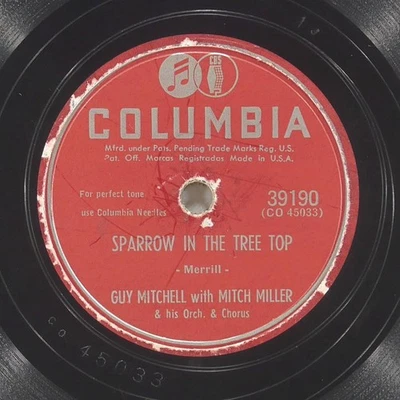 CBS
COLUMBIA
Mfrd. under Pats. Pending Trade Marks Reg. U.S.
Pat. Off. Marcas Registradas Made in U.S.A.
For perfect tone
use Columbia Needles
39190
(CO 45033)
SPARROW IN THE TREE TOP
- Merrill -
GUY MITCHELL with MITCH MILLER
& his Orch. & Chorus
CO 45033